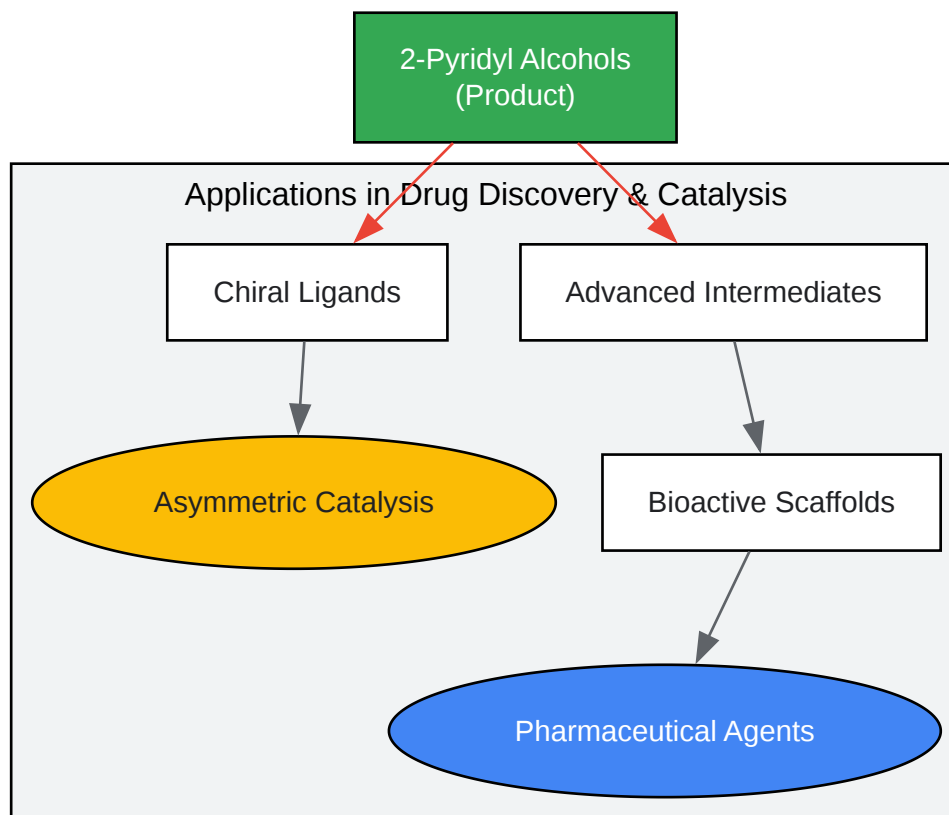 2-Pyridyl Alcohols
(Product)
Applications in Drug Discovery & Catalysis
Chiral Ligands
Advanced Intermediates
Asymmetric Catalysis
Bioactive Scaffolds
Pharmaceutical Agents